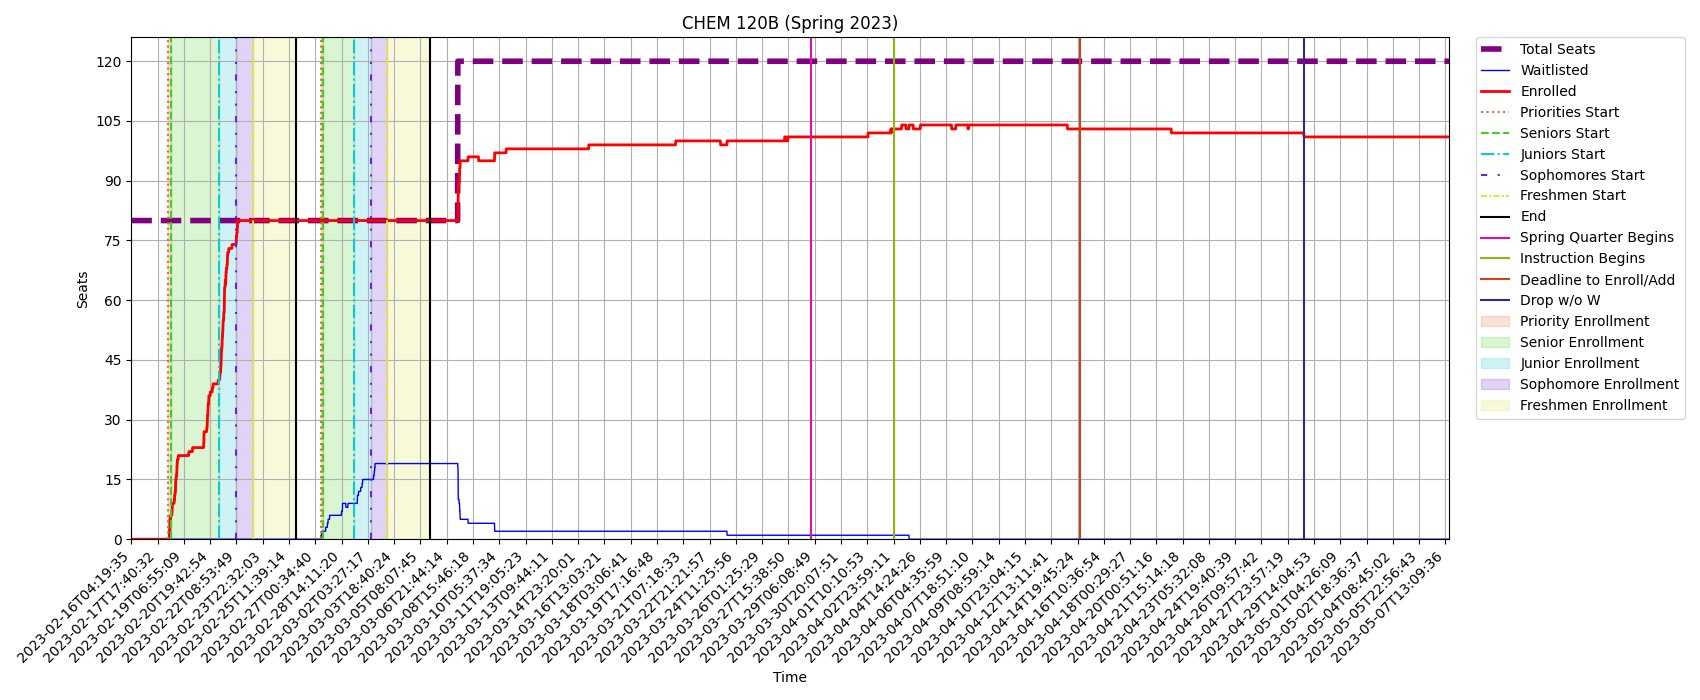 CHEM 120B (Spring 2023)
Seats
120
105
90
75
60
45
30
15
0
2023-02-16T04:19:35
2023-02-17T17:40:32
2023-02-19T06:55:09
2023-02-20T19:42:54
2023-02-22T08:53:49
2023-02-23T22:32:03
2023-02-25T11:39:14
2023-02-27T00:34:40
2023-02-28T14:11:20
2023-03-02T03:27:17
2023-03-03T18:40:24
2023-03-05T08:07:45
2023-03-06T21:44:14
2023-03-08T15:46:18
2023-03-10T05:37:34
2023-03-11T19:05:23
2023-03-13T09:44:11
2023-03-14T23:20:01
2023-03-16T13:03:21
2023-03-18T03:06:41
2023-03-19T17:16:48
2023-03-21T07:18:33
2023-03-22T21:21:57
2023-03-24T11:25:56
2023-03-26T01:25:29
2023-03-27T15:38:50
2023-03-29T06:08:49
2023-03-30T20:07:51
2023-04-01T10:10:53
2023-04-02T23:59:11
2023-04-04T14:24:26
2023-04-06T04:35:59
2023-04-07T18:51:10
2023-04-09T08:59:14
2023-04-10T23:04:15
2023-04-12T13:11:41
2023-04-14T19:45:24
2023-04-16T10:36:54
2023-04-18T00:29:27
2023-04-20T00:51:16
2023-04-21T15:14:18
2023-04-23T05:32:08
2023-04-24T19:40:39
2023-04-26T09:57:42
2023-04-27T23:57:19
2023-04-29T14:04:53
2023-05-01T04:26:09
2023-05-02T18:36:37
2023-05-04T08:45:02
2023-05-05T22:56:43
2023-05-07T13:09:36
Time
Total Seats
Waitlisted
Enrolled
Priorities Start
Seniors Start
Juniors Start
Sophomores Start
Freshmen Start
End
Spring Quarter Begins
Instruction Begins
Deadline to Enroll/Add
Drop w/o W
Priority Enrollment
Senior Enrollment
Junior Enrollment
Sophomore Enrollment
Freshmen Enrollment